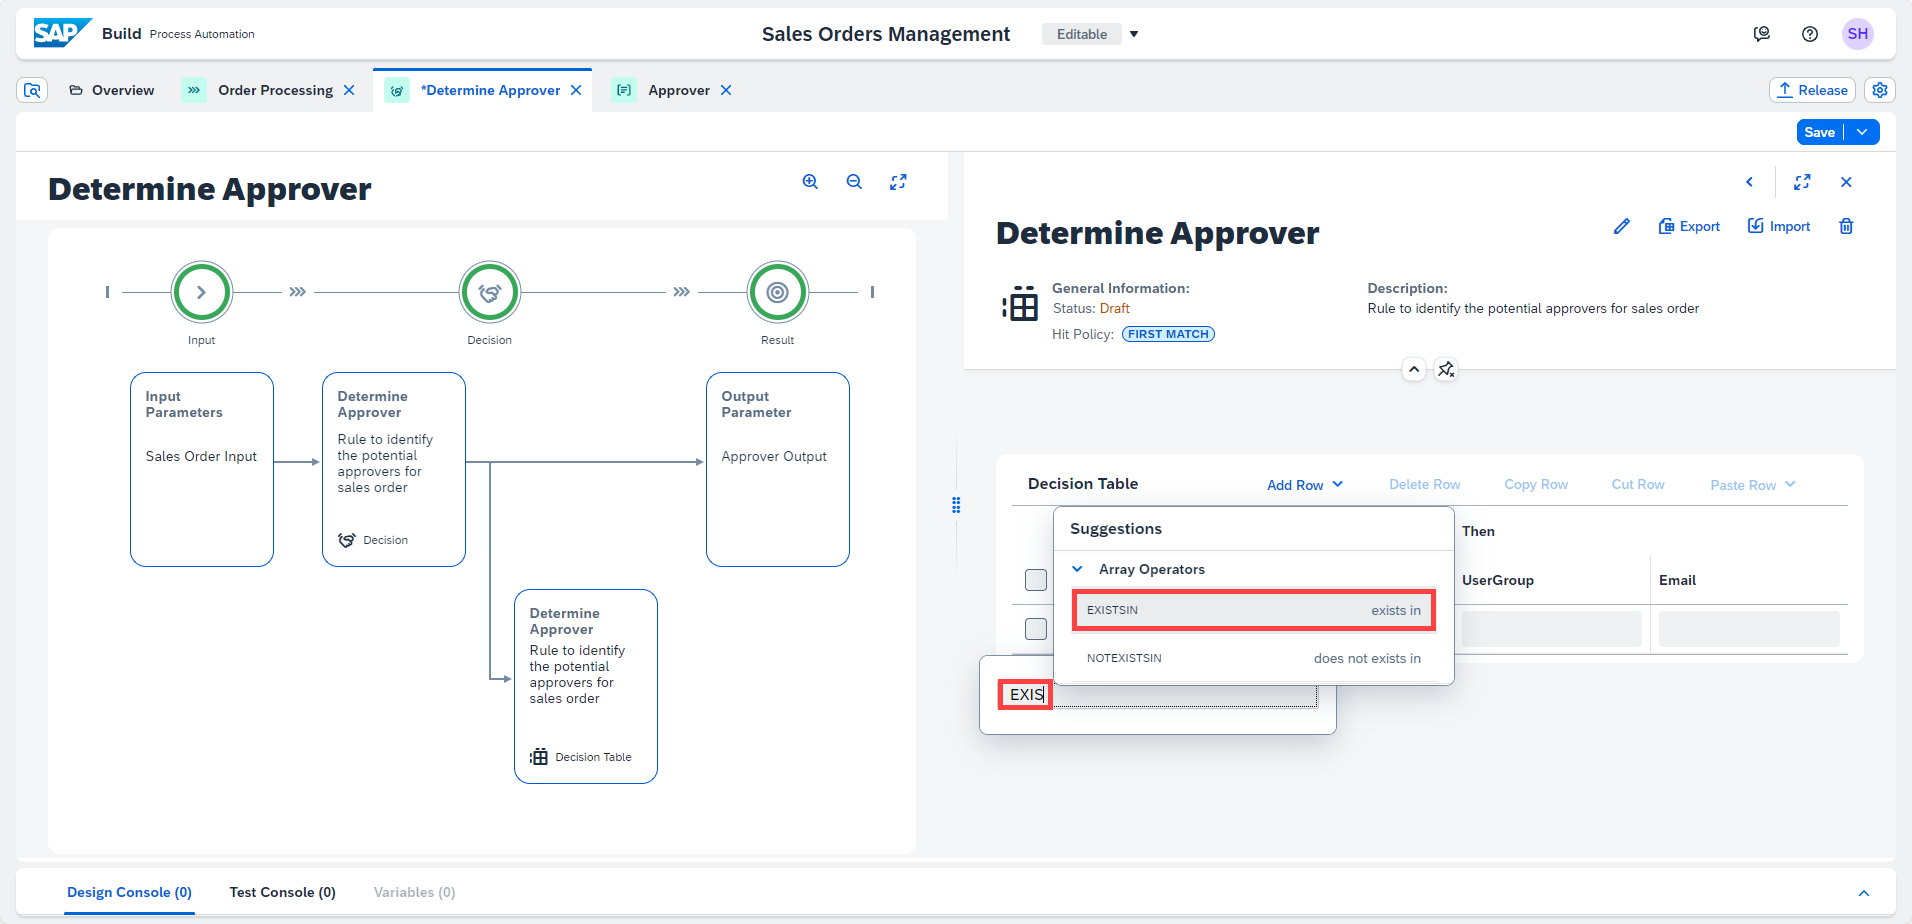 SAP Build Process Automation
Sales Orders Management
Editable
SH
Overview
Order Processing
*Determine Approver
Approver
Release
Save
Determine Approver
Input
Decision
Result
Input
Parameters
Sales Order Input
Determine
Approver
Rule to identify
the potential
approvers for
sales order
Decision
Output
Parameter
Approver Output
Determine
Approver
Rule to identify
the potential
approvers for
sales order
Decision Table
Determine Approver
Export
Import
General Information:
Status: Draft
Hit Policy: FIRST MATCH
Description:
Rule to identify the potential approvers for sales order
Decision Table
Add Row
Delete Row
Copy Row
Cut Row
Paste Row
Suggestions
Array Operators
EXISTSIN exists in
NOTEXISTSIN does not exists in
Then
UserGroup
Email
EXIS
Design Console (0)
Test Console (0)
Variables (0)